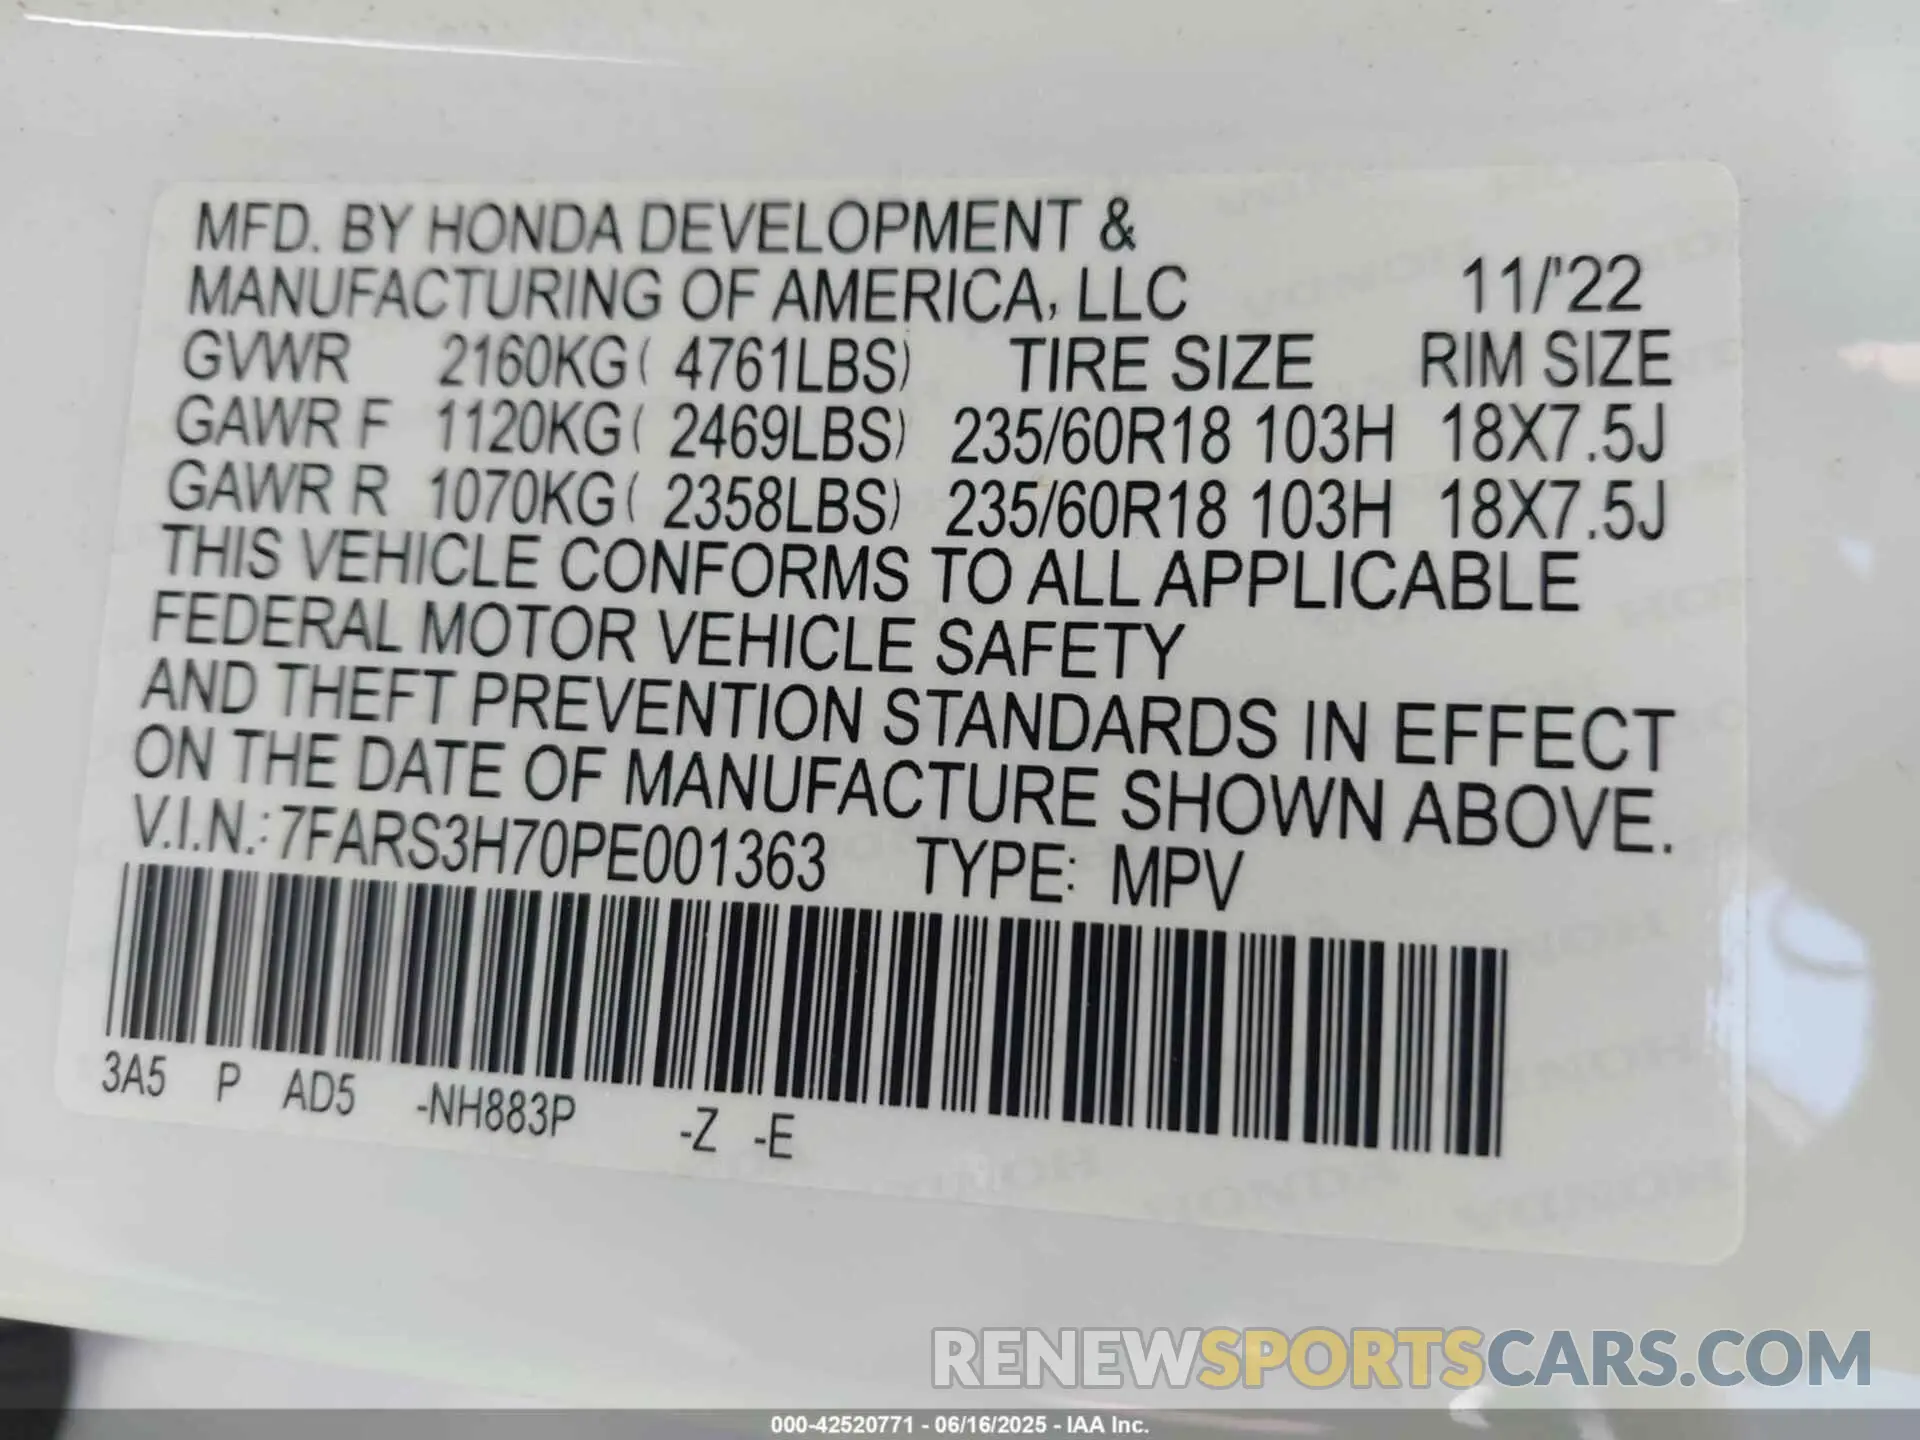 MFD. BY HONDA DEVELOPMENT &
MANUFACTURING OF AMERICA, LLC 11/'22
GVWR 2160KG( 4761LBS) TIRE SIZE RIM SIZE
GAWR F 1120KG( 2469LBS) 235/60R18 103H 18X7.5J
GAWR R 1070KG( 2358LBS) 235/60R18 103H 18X7.5J
THIS VEHICLE CONFORMS TO ALL APPLICABLE
FEDERAL MOTOR VEHICLE SAFETY
AND THEFT PREVENTION STANDARDS IN EFFECT
ON THE DATE OF MANUFACTURE SHOWN ABOVE.
V.I.N.: 7FARS3H70PE001363 TYPE: MPV
3A5 P AD5 -NH883P -Z -E
RENEWSPORTSCARS.COM
000-42520771 - 06/16/2025 - IAA Inc.